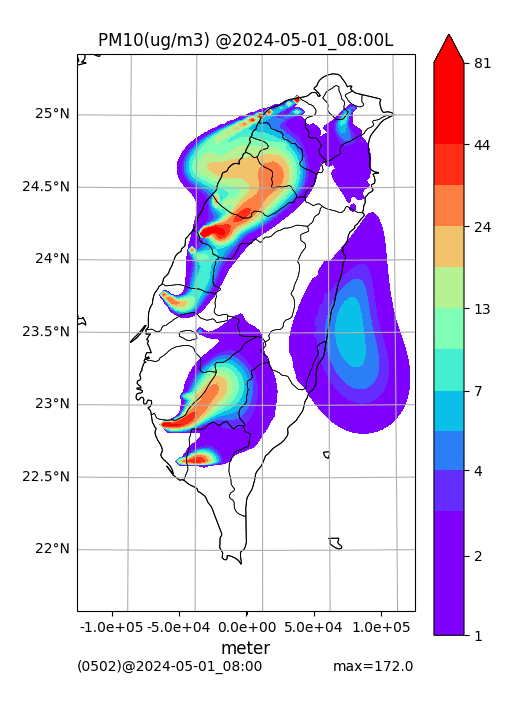 PM10(ug/m3) @2024-05-01_08:00L
81
44
24
13
7
4
2
1
25°N
24.5°N
24°N
23.5°N
23°N
22.5°N
22°N
-1.0e+05 -5.0e+04 0.0e+00 5.0e+04 1.0e+05
meter
(0502)@2024-05-01_08:00 max=172.0